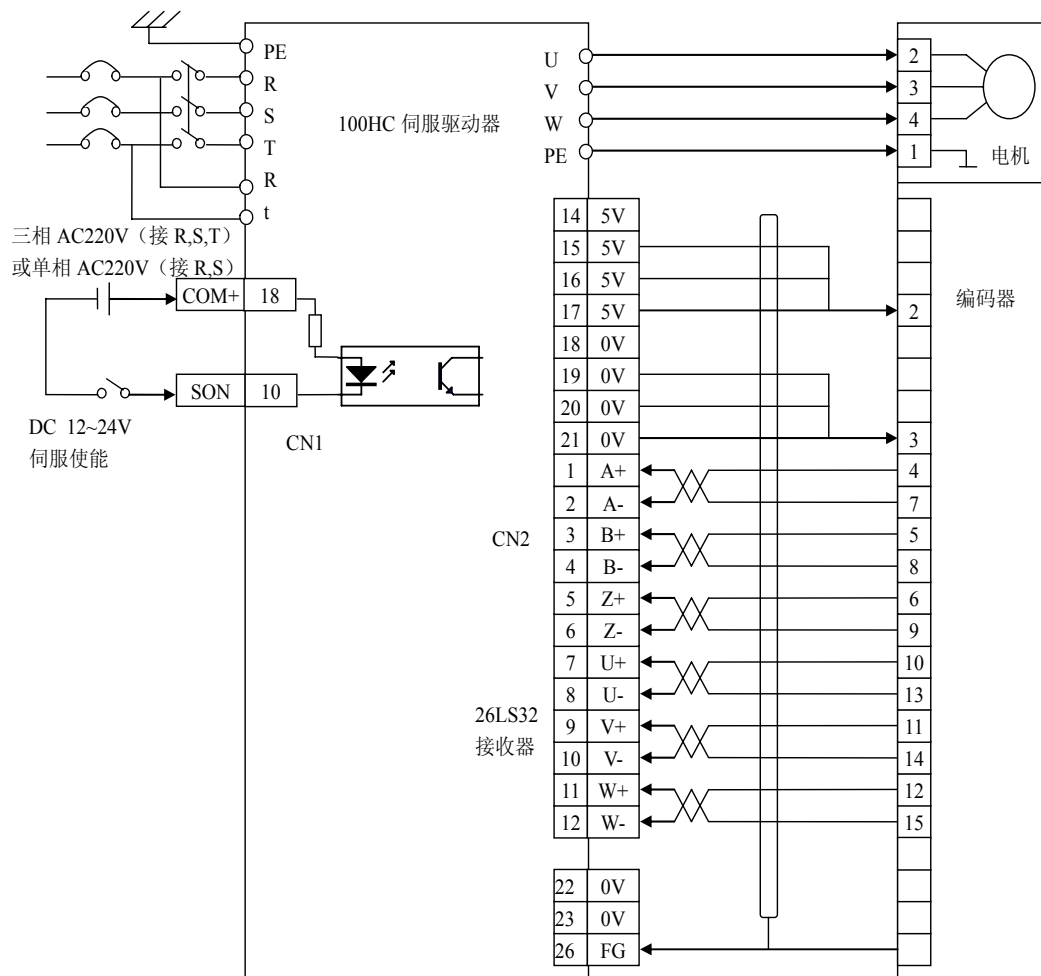 PE
R
S
T
R
t
三相 AC220V（接 R,S,T）
或单相 AC220V（接 R,S）
COM+ 18
SON 10
DC 12~24V
伺服使能
CN1
100HC 伺服驱动器
U
V
W
PE
2
3
4
1
电机
14 5V
15 5V
16 5V
17 5V
2
编码器
18 0V
19 0V
20 0V
21 0V
3
1 A+
4
2 A-
7
CN2
3 B+
5
4 B-
8
5 Z+
6
6 Z-
9
7 U+
10
8 U-
13
26LS32
接收器
9 V+
11
10 V-
14
11 W+
12
12 W-
15
22 0V
23 0V
26 FG